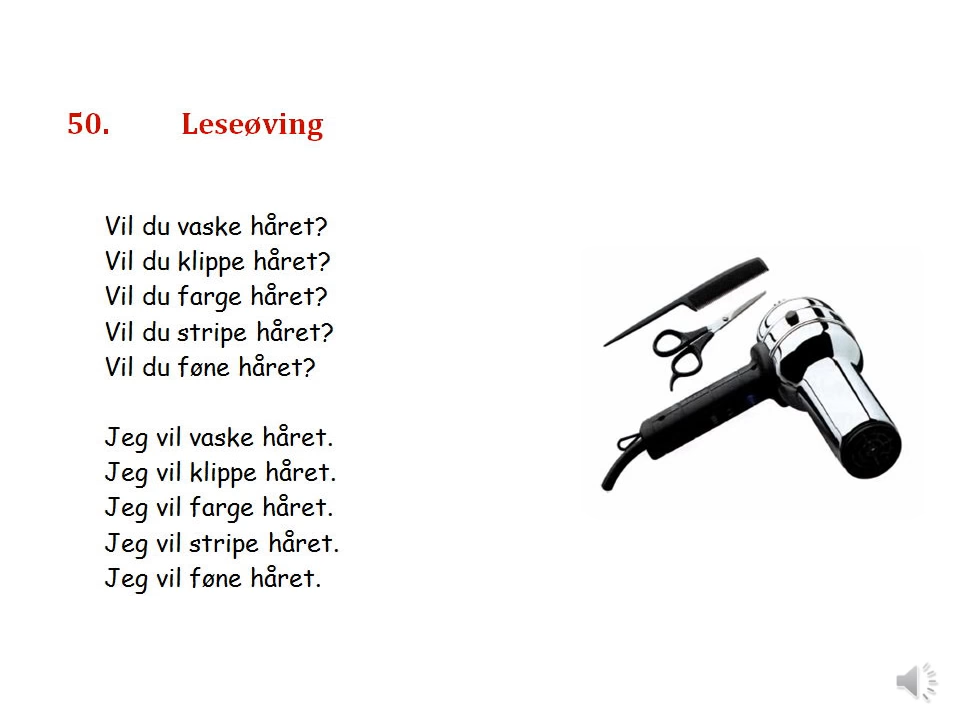 50. Leseøving
Vil du vaske håret?
Vil du klippe håret?
Vil du farge håret?
Vil du stripe håret?
Vil du føne håret?
Jeg vil vaske håret.
Jeg vil klippe håret.
Jeg vil farge håret.
Jeg vil stripe håret.
Jeg vil føne håret.